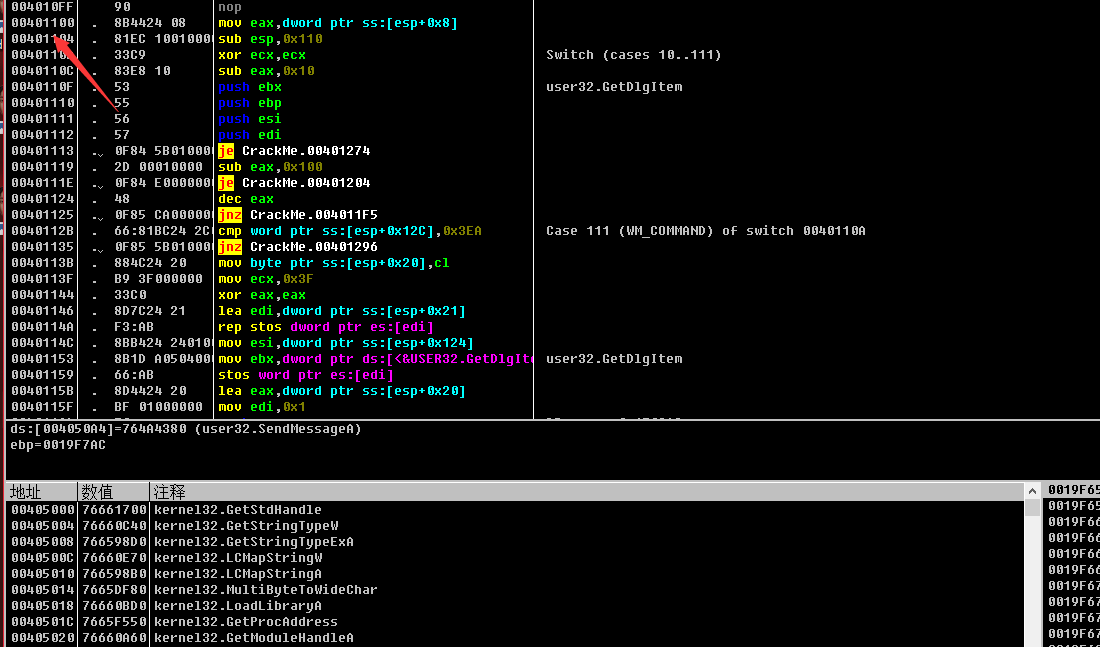 004010FF 90 nop
00401100 . 8B4424 08 mov eax,dword ptr ss:[esp+0x8]
00401104 . 81EC 1001000 sub esp,0x110
0040110 . 33C9 xor ecx,ecx Switch (cases 10..111)
0040110C . 83E8 10 sub eax,0x10
0040110F . 53 push ebx user32.GetDlgItem
00401110 . 55 push ebp
00401111 . 56 push esi
00401112 . 57 push edi
00401113 . 0F84 5B01000 je CrackMe.00401274
00401119 . 2D 00010000 sub eax,0x100
0040111E . 0F84 E000000 je CrackMe.00401204
00401124 . 48 dec eax
00401125 . 0F85 CA00000 jnz CrackMe.004011F5
0040112B . 66:81BC24 2C cmp word ptr ss:[esp+0x12C],0x3EA Case 111 (WM_COMMAND) of switch 0040110A
00401135 . 0F85 5B01000 jnz CrackMe.00401296
0040113B . 884C24 20 mov byte ptr ss:[esp+0x20],cl
0040113F . B9 3F000000 mov ecx,0x3F
00401144 . 33C0 xor eax,eax
00401146 . 8D7C24 21 lea edi,dword ptr ss:[esp+0x21]
0040114A . F3:AB rep stos dword ptr es:[edi]
0040114C . 8BB424 24010 mov esi,dword ptr ss:[esp+0x124]
00401153 . 8B1D A050400 mov ebx,dword ptr ds:[<&USER32.GetDlgIte user32.GetDlgItem
00401159 . 66:AB stos word ptr es:[edi]
0040115B . 8D4424 20 lea eax,dword ptr ss:[esp+0x20]
0040115F . BF 01000000 mov edi,0x1
ds:[004050A4]=764A4380 (user32.SendMessageA)
ebp=0019F7AC
地址 数值 注释
00405000 76661700 kernel32.GetStdHandle
00405004 76660C40 kernel32.GetStringTypeW
00405008 766598D0 kernel32.GetStringTypeExA
0040500C 76660E70 kernel32.LCMapStringW
00405010 766598B0 kernel32.LCMapStringA
00405014 7665DF80 kernel32.MultiByteToWideChar
00405018 76660BD0 kernel32.LoadLibraryA
0040501C 7665F550 kernel32.GetProcAddress
00405020 76660A60 kernel32.GetModuleHandleA
0019F65
0019F65
0019F66
0019F66
0019F66
0019F66
0019F67
0019F67
0019F67
0019F67